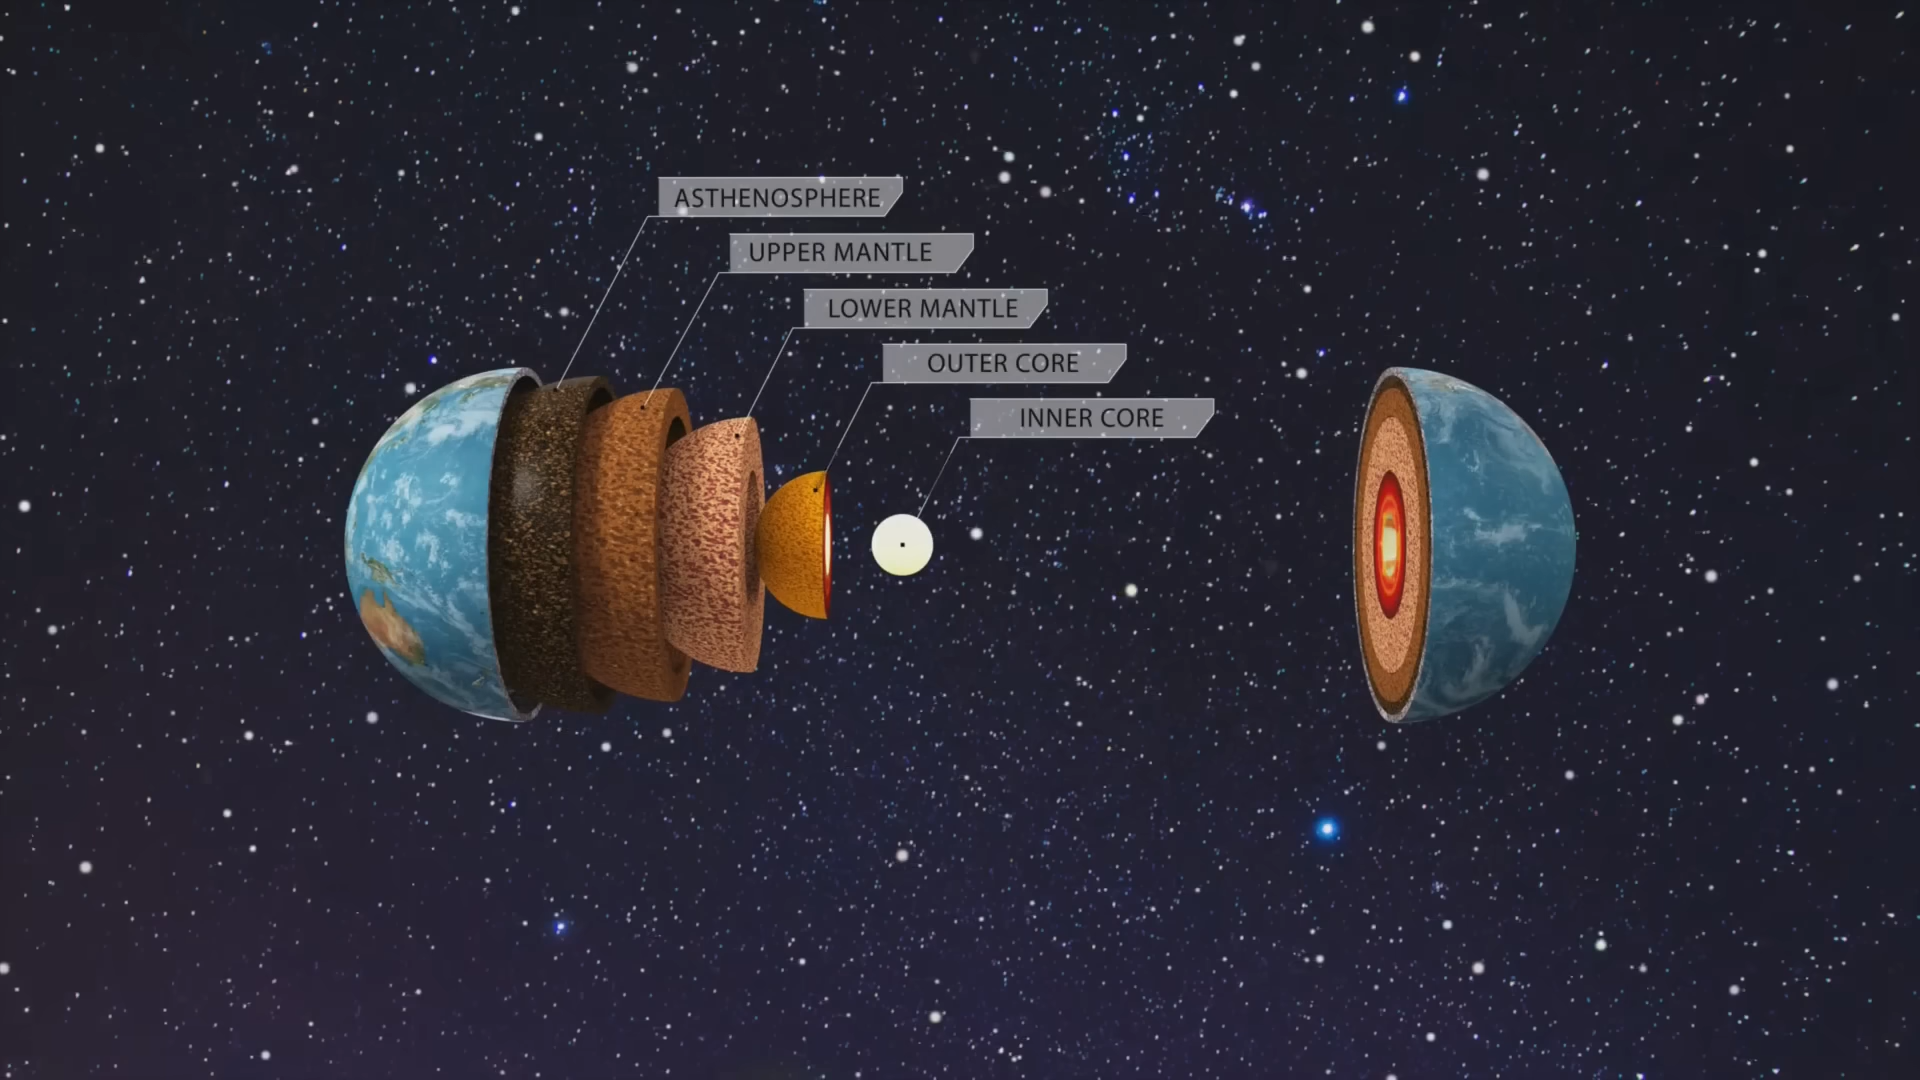 ASTHENOSPHERE
UPPER MANTLE
LOWER MANTLE
OUTER CORE
INNER CORE